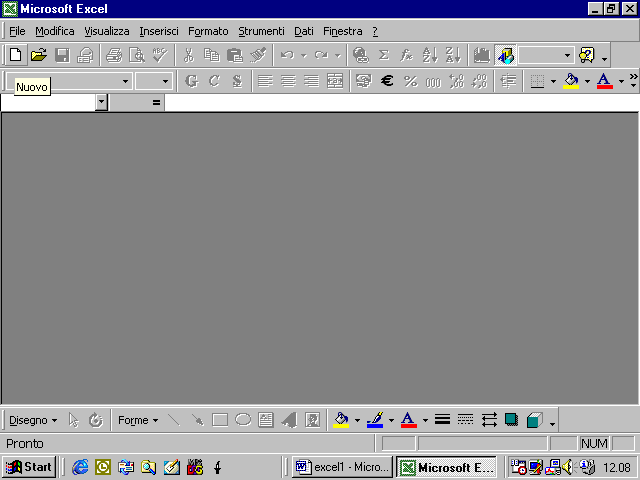 Microsoft Excel
File Modifica Visualizza Inserisci Formato Strumenti Dati Finestra ?
G C S € % 000
Nuovo
=
Disegno Forme
Pronto NUM
Start excel1 - Micro... Microsoft E... 12.08